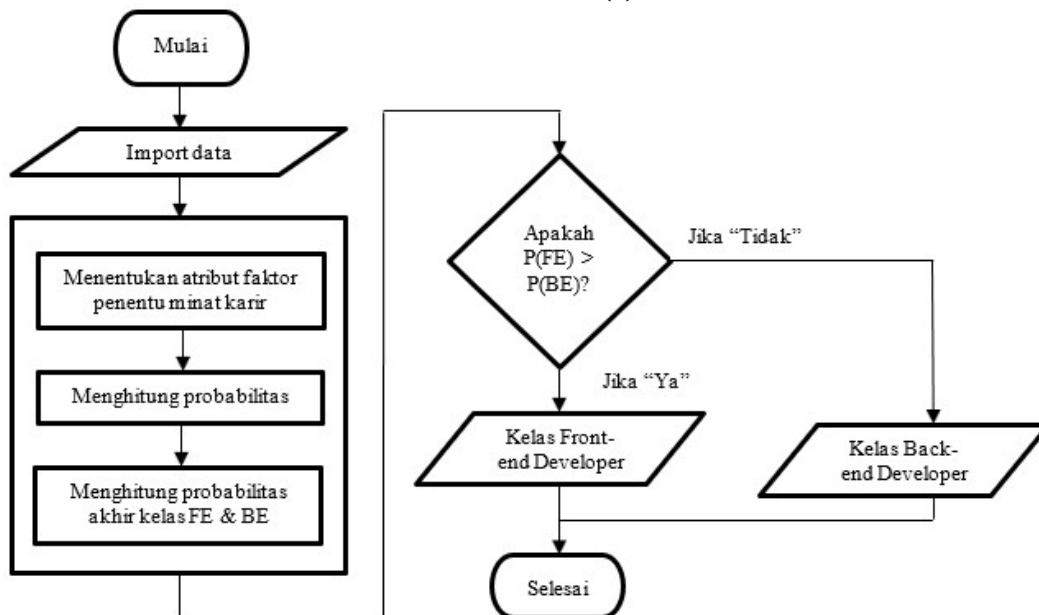 Mulai
Import data
Menentukan atribut faktor
penentu minat karir
Menghitung probabilitas
Menghitung probabilitas
akhir kelas FE & BE
Apakah
P(FE) >
P(BE)?
Jika “Tidak”
Jika “Ya”
Kelas Front-
end Developer
Kelas Back-
end Developer
Selesai